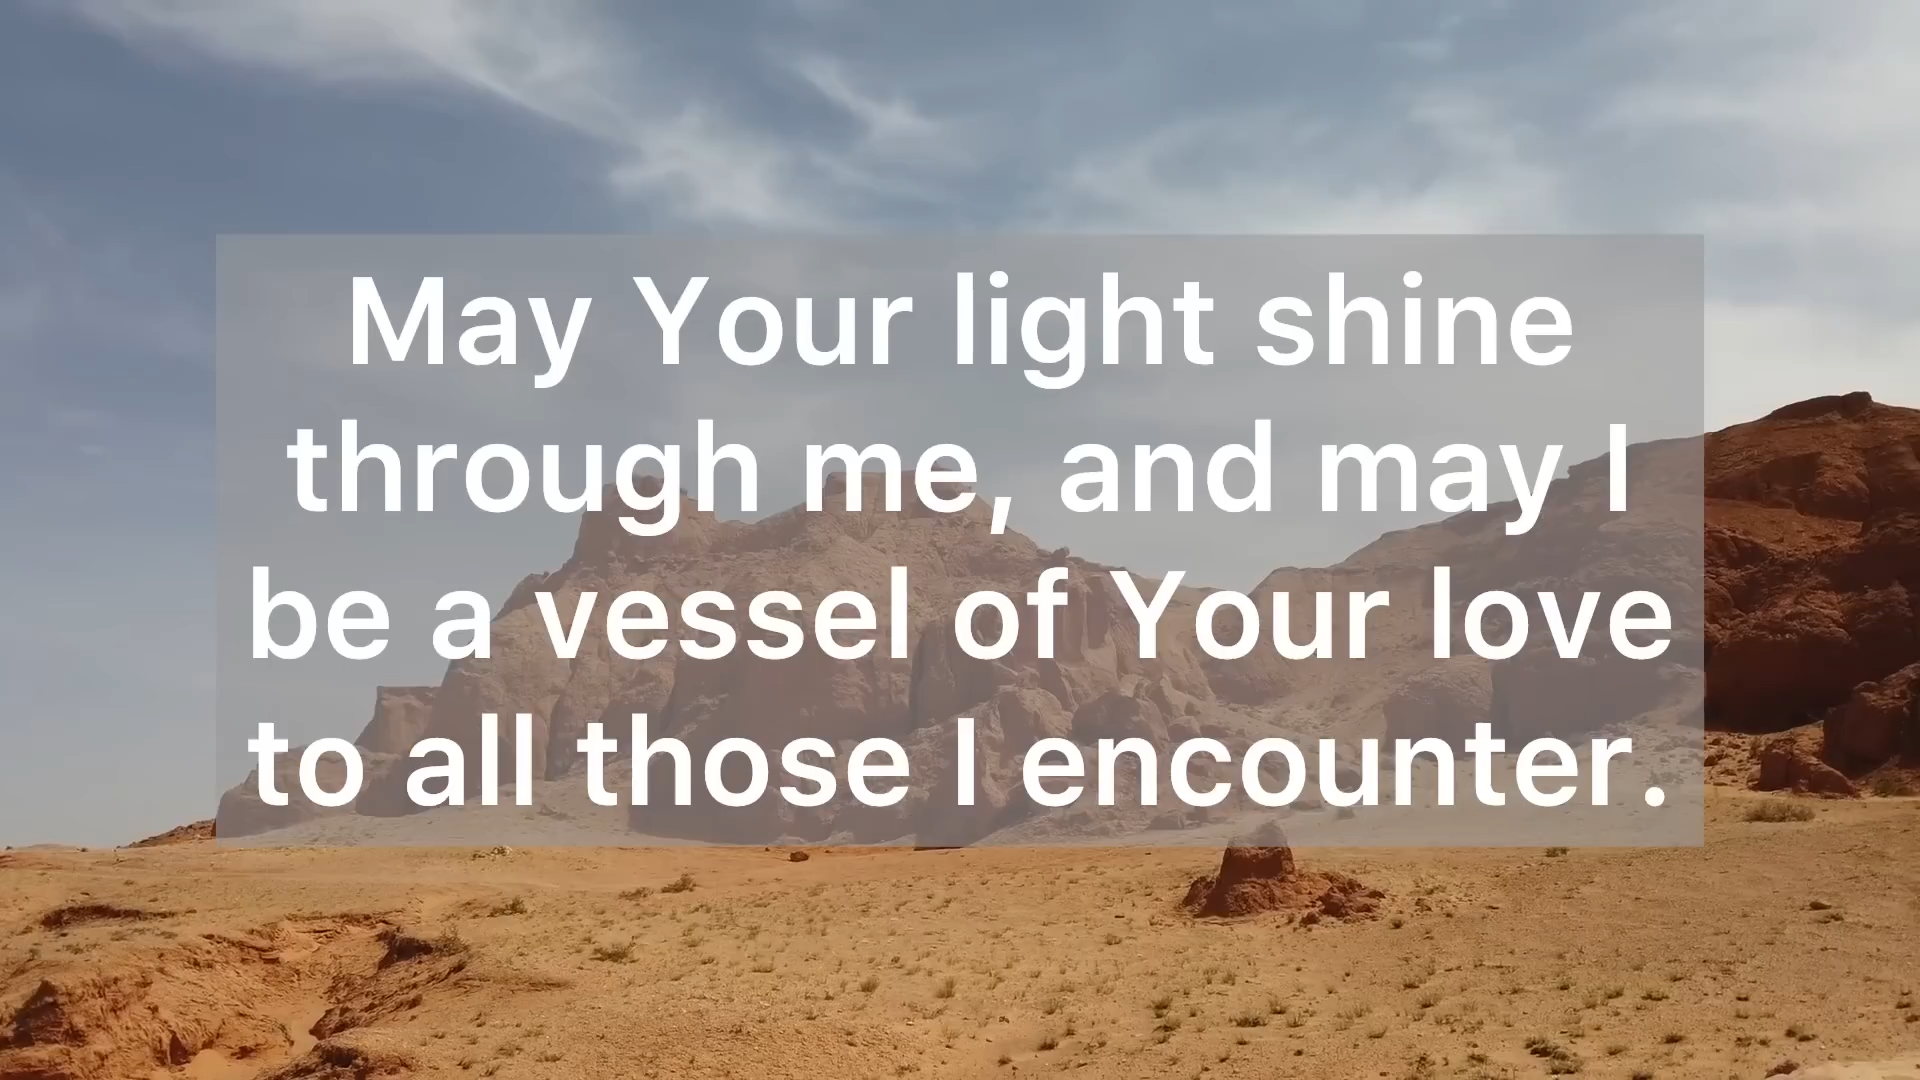 May Your light shine
through me, and may I
be a vessel of Your love
to all those I encounter.